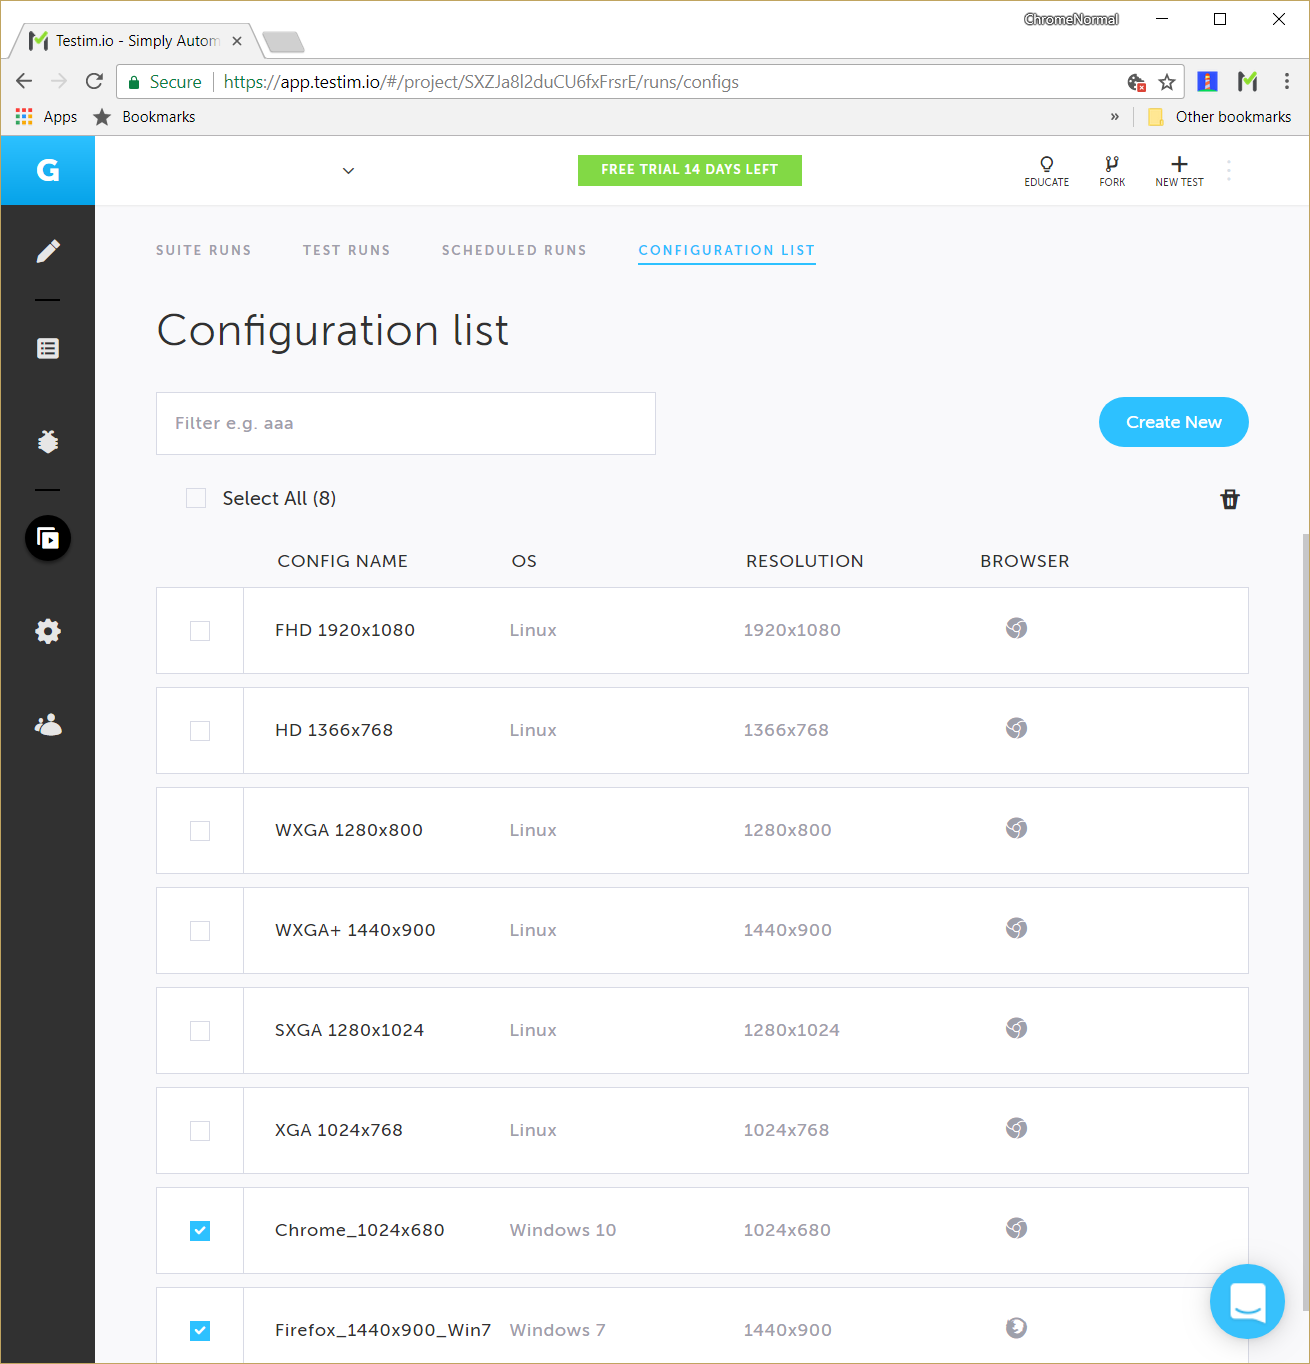 ChromeNormal
Testim.io - Simply Autom
Secure https://app.testim.io/#/project/SXZJa8l2duCU6fxFrsrE/runs/configs
Apps Bookmarks » Other bookmarks
G FREE TRIAL 14 DAYS LEFT EDUCATE FORK NEW TEST
SUITE RUNS TEST RUNS SCHEDULED RUNS CONFIGURATION LIST
Configuration list
Filter e.g. aaa Create New
Select All (8)
CONFIG NAME OS RESOLUTION BROWSER
FHD 1920x1080 Linux 1920x1080
HD 1366x768 Linux 1366x768
WXGA 1280x800 Linux 1280x800
WXGA+ 1440x900 Linux 1440x900
SXGA 1280x1024 Linux 1280x1024
XGA 1024x768 Linux 1024x768
Chrome_1024x680 Windows 10 1024x680
Firefox_1440x900_Win7 Windows 7 1440x900